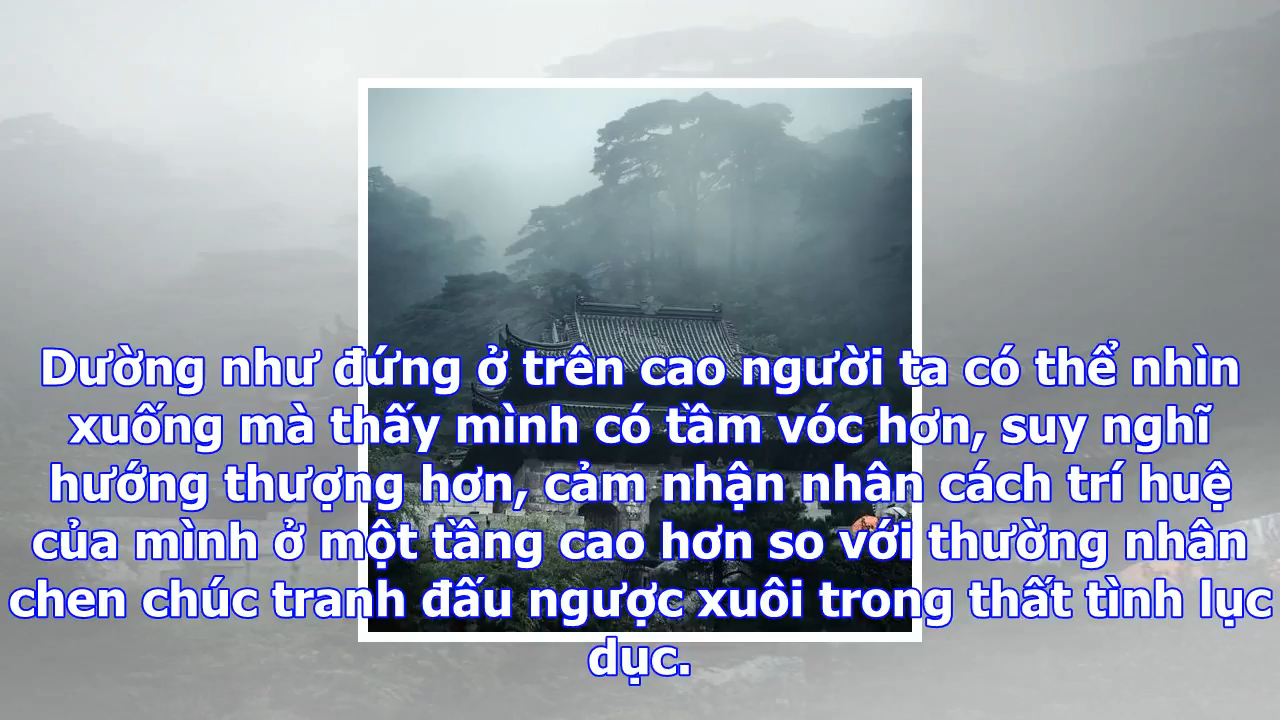 Dường như đứng ở trên cao người ta có thể nhìn
xuống mà thấy mình có tầm vóc hơn, suy nghĩ
hướng thượng hơn, cảm nhận nhân cách trí huệ
của mình ở một tầng cao hơn so với thường nhân
chen chúc tranh đấu ngược xuôi trong thất tình lục
dục.